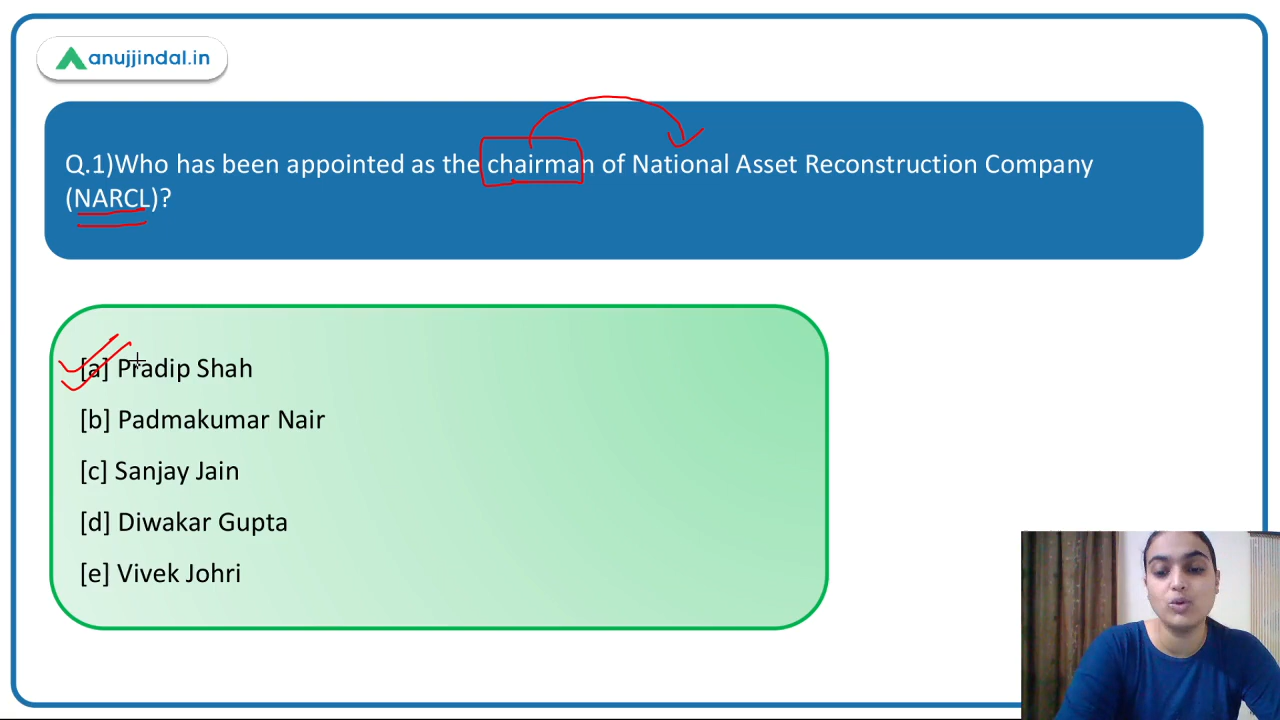 anujjindal.in
Q.1)Who has been appointed as the chairman of National Asset Reconstruction Company
(NARCL)?
[a] Pradip Shah
[b] Padmakumar Nair
[c] Sanjay Jain
[d] Diwakar Gupta
[e] Vivek Johri